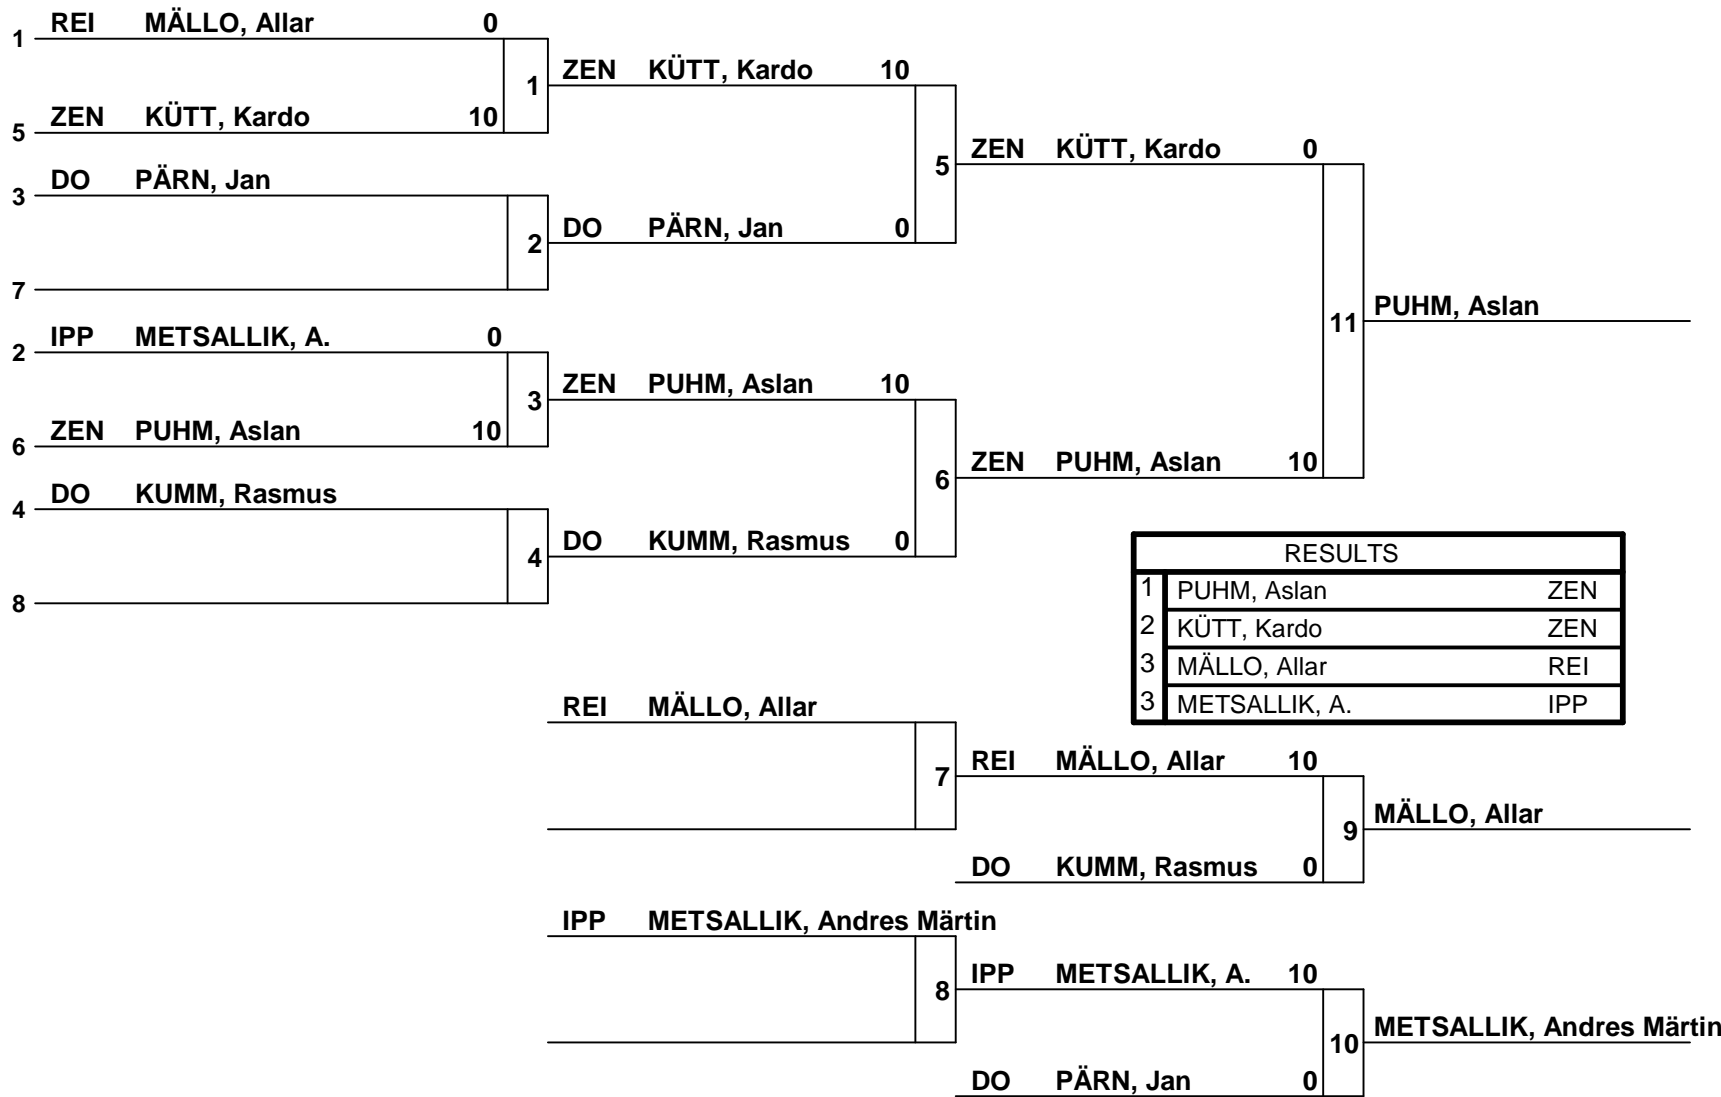 1 REI MÄLLO, Allar 0
1
ZEN KÜTT, Kardo 10
5 ZEN KÜTT, Kardo 10
5
ZEN KÜTT, Kardo 0
3 DO PÄRN, Jan
2
DO PÄRN, Jan 0
7
11
PUHM, Aslan
2 IPP METSALLIK, A. 0
3
ZEN PUHM, Aslan 10
6 ZEN PUHM, Aslan 10
6
ZEN PUHM, Aslan 10
4 DO KUMM, Rasmus
4
DO KUMM, Rasmus 0
8
RESULTS
1 PUHM, Aslan ZEN
2 KÜTT, Kardo ZEN
3 MÄLLO, Allar REI
3 METSALLIK, A. IPP
REI MÄLLO, Allar
7
REI MÄLLO, Allar 10
9
MÄLLO, Allar
DO KUMM, Rasmus 0
IPP METSALLIK, Andres Märtin
8
IPP METSALLIK, A. 10
10
METSALLIK, Andres Märtin
DO PÄRN, Jan 0